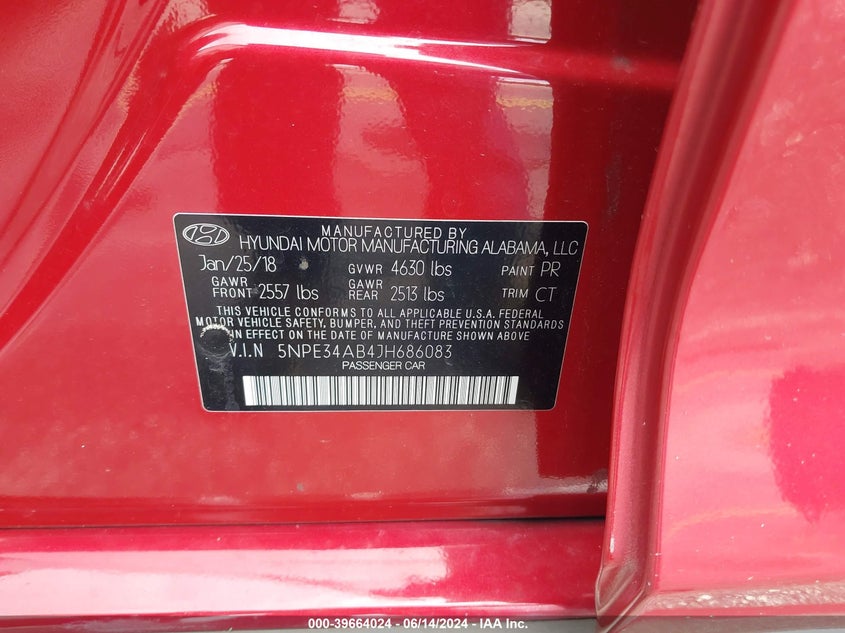 MANUFACTURED BY
HYUNDAI MOTOR MANUFACTURING ALABAMA, LLC
Jan/25/18 GVWR 4630 lbs PAINT PR
GAWR FRONT 2557 lbs GAWR REAR 2513 lbs TRIM CT
THIS VEHICLE CONFORMS TO ALL APPLICABLE U.S.A. FEDERAL
MOTOR VEHICLE SAFETY, BUMPER, AND THEFT PREVENTION STANDARDS
IN EFFECT ON THE DATE OF MANUFACTURE SHOWN ABOVE
V.I.N 5NPE34AB4JH686083
PASSENGER CAR
000-39664024 - 06/14/2024 - IAA Inc.